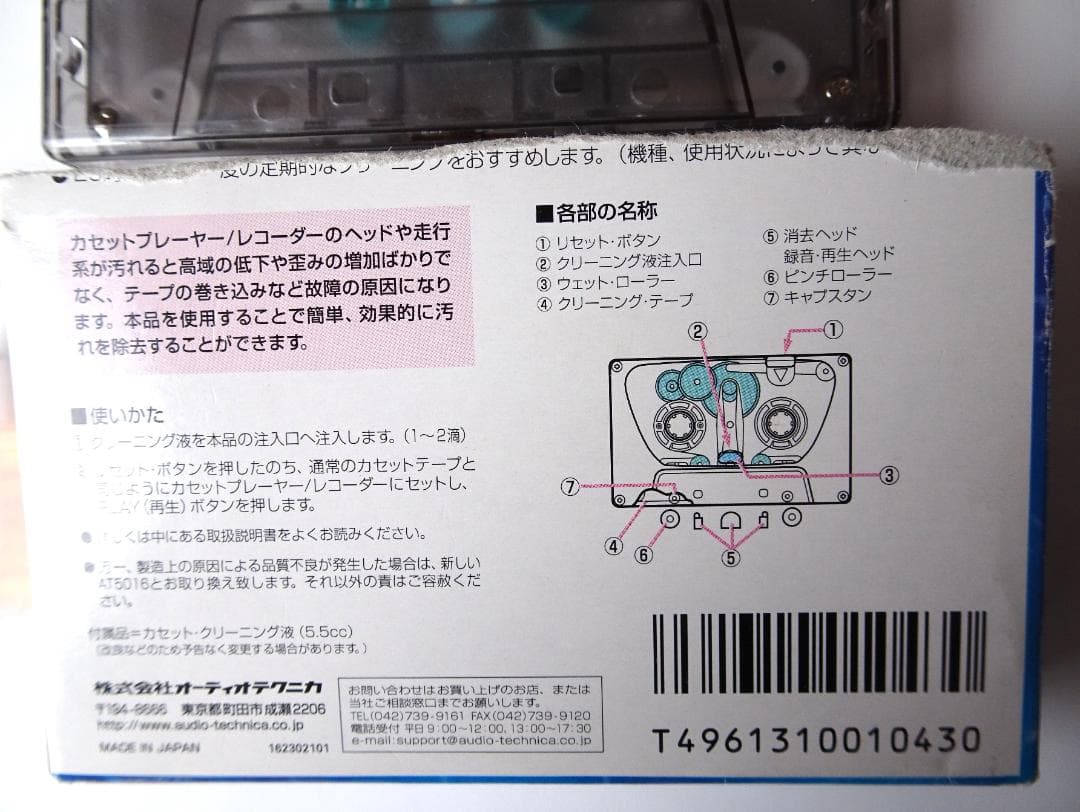 度の定期的なクリーニングをおすすめします。(機種、使用状況によって異な
カセットプレーヤー/レコーダーのヘッドや走行
系が汚れると高域の低下や歪みの増加ばかりで
なく、テープの巻き込みなど故障の原因になり
ます。本品を使用することで簡単、効果的に汚
れを除去することができます。
■使いかた
クリーニング液を本品の注入口へ注入します。(1〜2滴)
リセット・ボタンを押したのち、通常のカセットテープと
同じようにカセットプレーヤー/レコーダーにセットし、
PLAY(再生)ボタンを押します。
● 詳しくは中にある取扱説明書をよくお読みください。
● 万一、製造上の原因による品質不良が発生した場合は、新しい
AT5016とお取り換え致します。それ以外の責はご容赦くだ
さい。
付属品=カセット・クリーニング液(5.5cc)
(改良などのため予告なく変更する場合があります。)
株式会社オーディオテクニカ
〒194-8666 東京都町田市成瀬2206
http://www.audio-technica.co.jp
MADE IN JAPAN 162302101
お問い合わせはお買い上げのお店、または
当社ご相談窓口までお願いします。
TEL(042)739-9161 FAX(042)739-9120
電話受付 平日9:00〜12:00, 13:00〜17:30
e-mail:support@audio-technica.co.jp
■各部の名称
① リセット・ボタン
② クリーニング液注入口
③ ウェット・ローラー
④ クリーニング・テープ
⑤ 消去ヘッド
録音・再生ヘッド
⑥ ピンチローラー
⑦ キャプスタン
②
①
③
⑦
④
⑥
⑤
T4961310010430